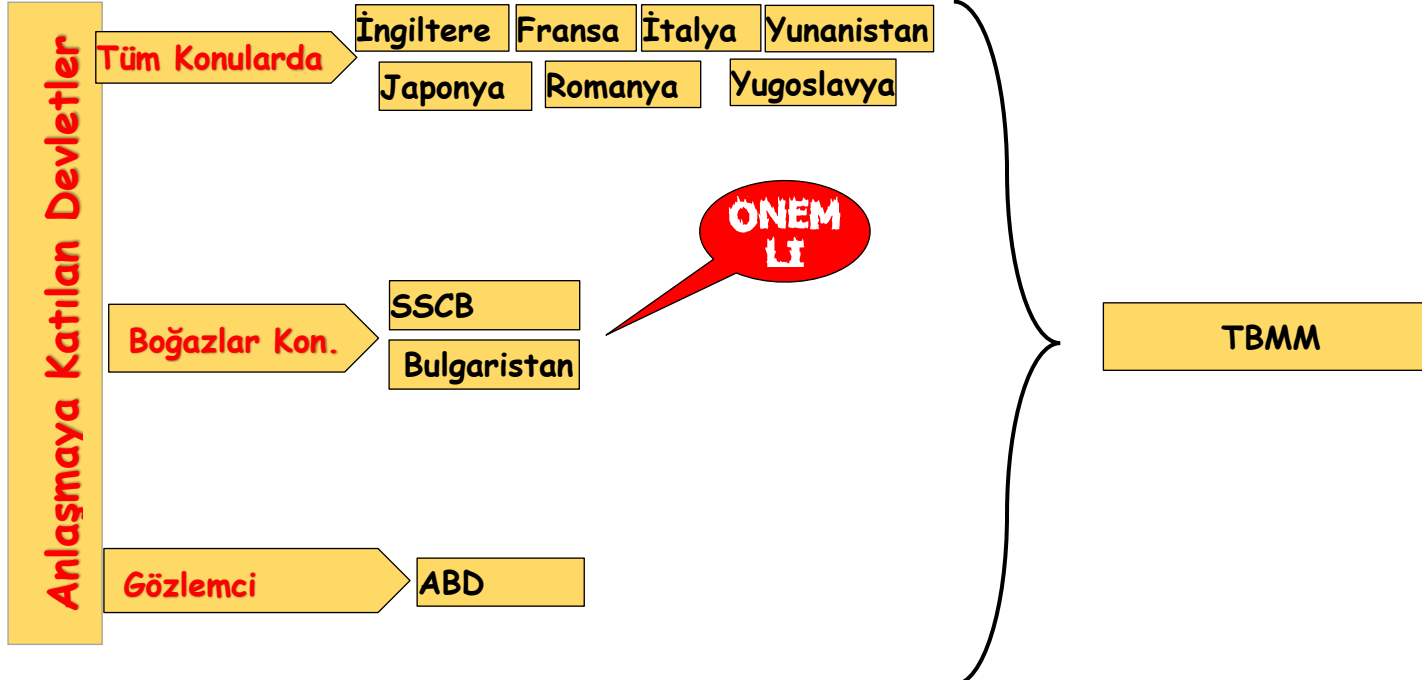 Anlaşmaya Katılan Devletler
Tüm Konularda
İngiltere
Fransa
İtalya
Yunanistan
Japonya
Romanya
Yugoslavya
ONEM
LI
Boğazlar Kon.
SSCB
Bulgaristan
TBMM
Gözlemci
ABD